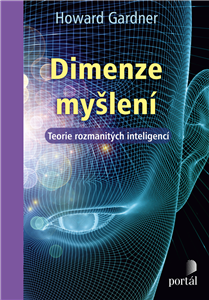 Howard Gardner
Dimenze
myšlení
Teorie rozmanitých inteligencí
portál